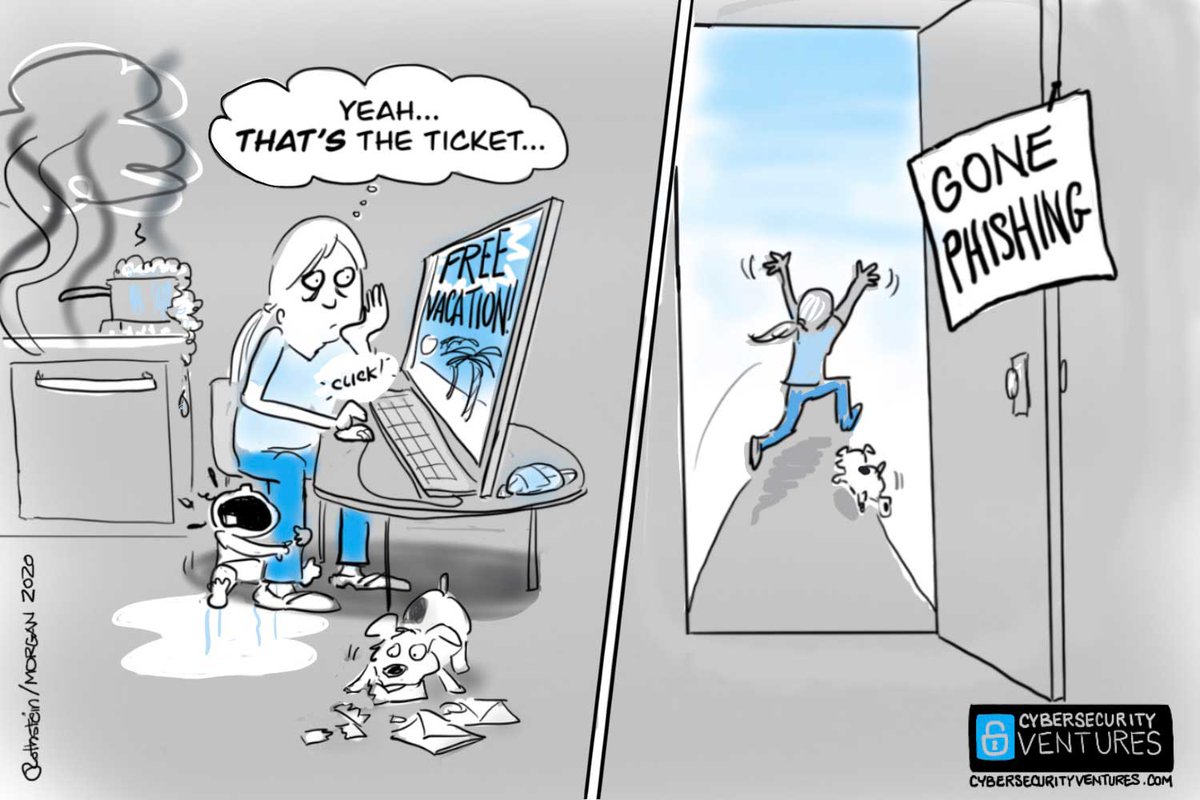 YEAH...
THAT'S THE TICKET...
FREE
VACATION!
"CLICK!"
GONE
PHISHING
Rothstein/MORGAN 2020
CYBERSECURITY
VENTURES
CYBERSECURITYVENTURES.COM